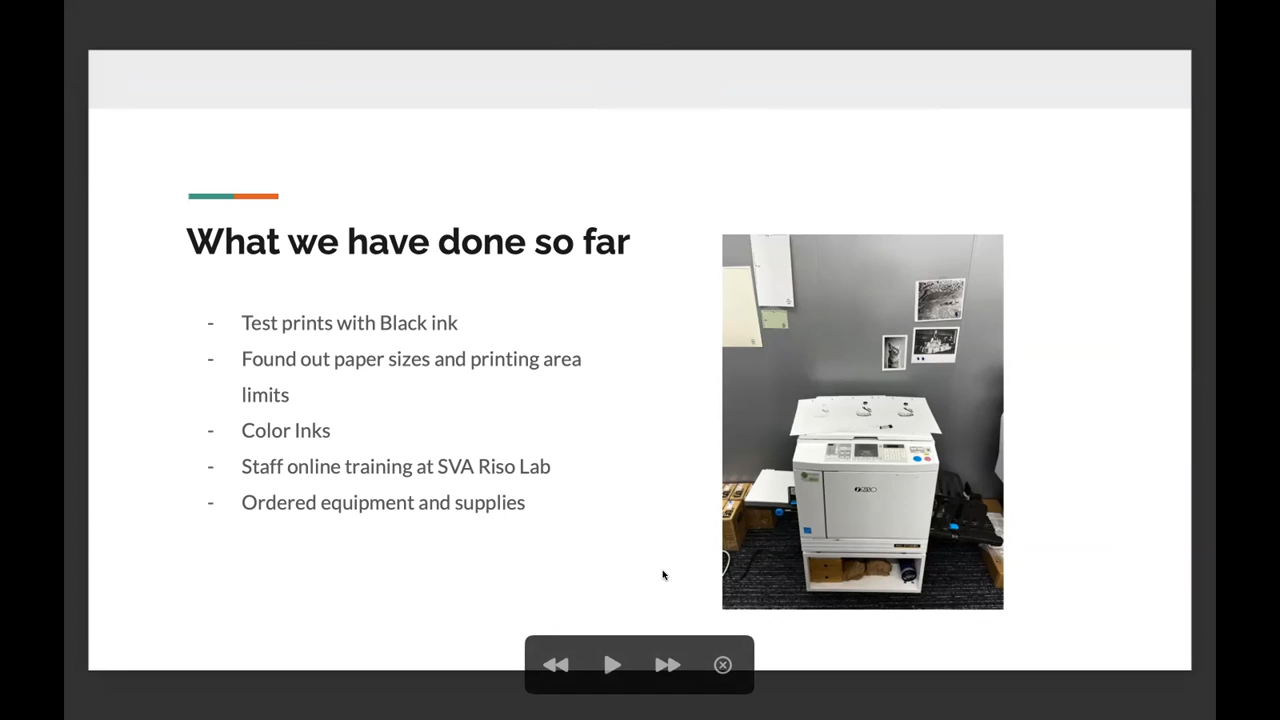 What we have done so far
- Test prints with Black ink
- Found out paper sizes and printing area
limits
- Color Inks
- Staff online training at SVA Riso Lab
- Ordered equipment and supplies